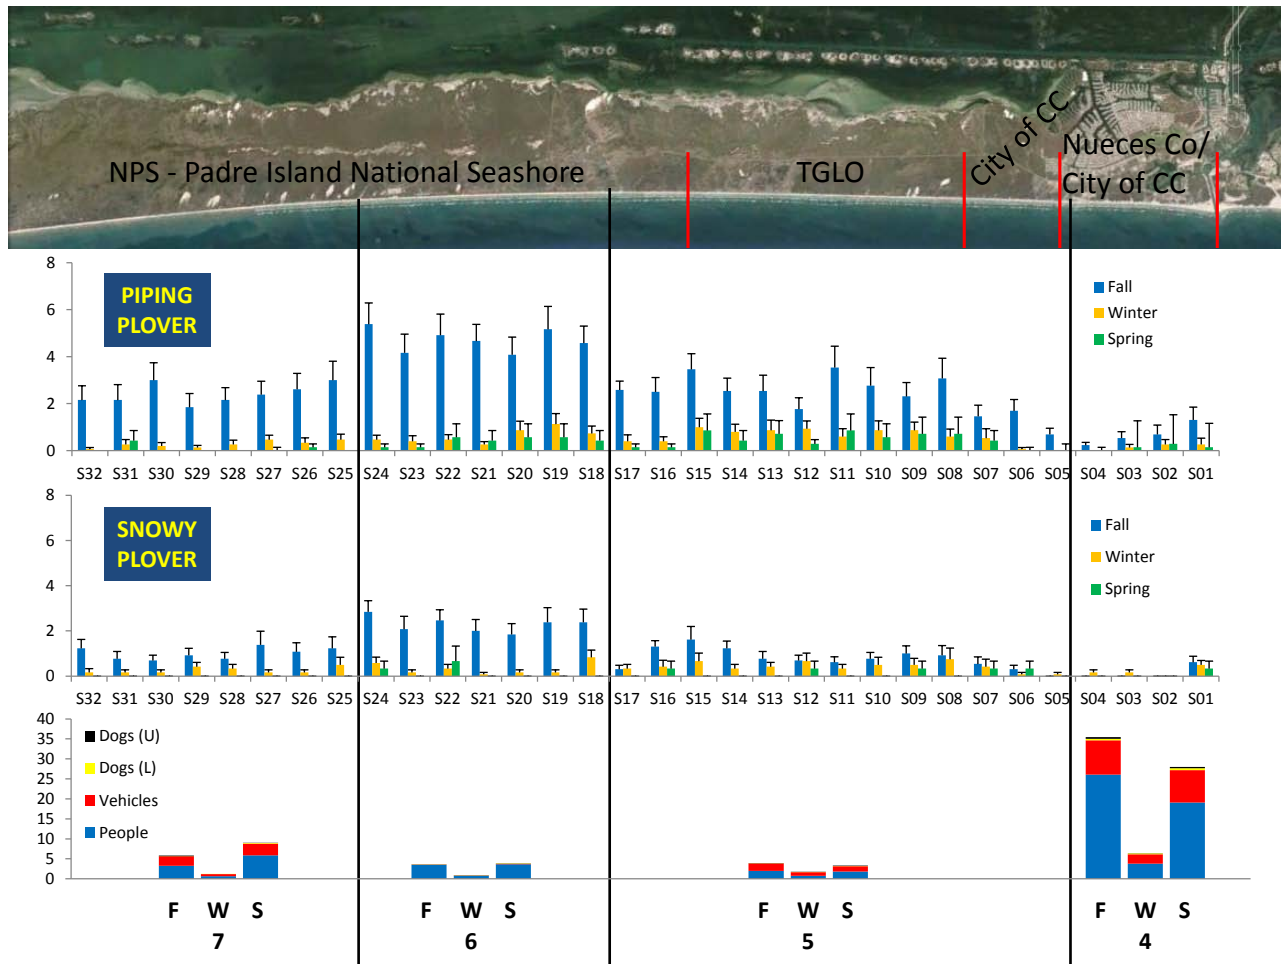 NPS - Padre Island National Seashore
TGLO
City of CC
Nueces Co/
City of CC
8
6
4
2
0
PIPING
PLOVER
Fall
Winter
Spring
S32 S31 S30 S29 S28 S27 S26 S25 S24 S23 S22 S21 S20 S19 S18 S17 S16 S15 S14 S13 S12 S11 S10 S09 S08 S07 S06 S05 S04 S03 S02 S01
8
6
4
2
0
SNOWY
PLOVER
Fall
Winter
Spring
S32 S31 S30 S29 S28 S27 S26 S25 S24 S23 S22 S21 S20 S19 S18 S17 S16 S15 S14 S13 S12 S11 S10 S09 S08 S07 S06 S05 S04 S03 S02 S01
40
35
30
25
20
15
10
5
0
Dogs (U)
Dogs (L)
Vehicles
People
F W S F W S F W S F W S
7 6 5 4